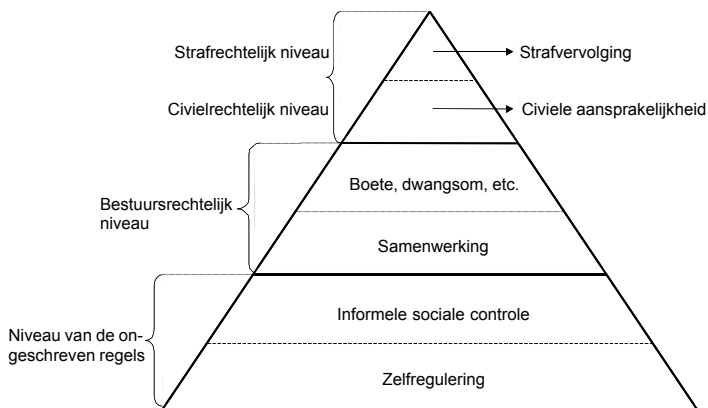 Strafrechtelijk niveau
Strafvervolging
Civielrechtelijk niveau
Civiele aansprakelijkheid
Boete, dwangsom, etc.
Bestuursrechtelijk
niveau
Samenwerking
Informele sociale controle
Niveau van de on-
geschreven regels
Zelfregulering